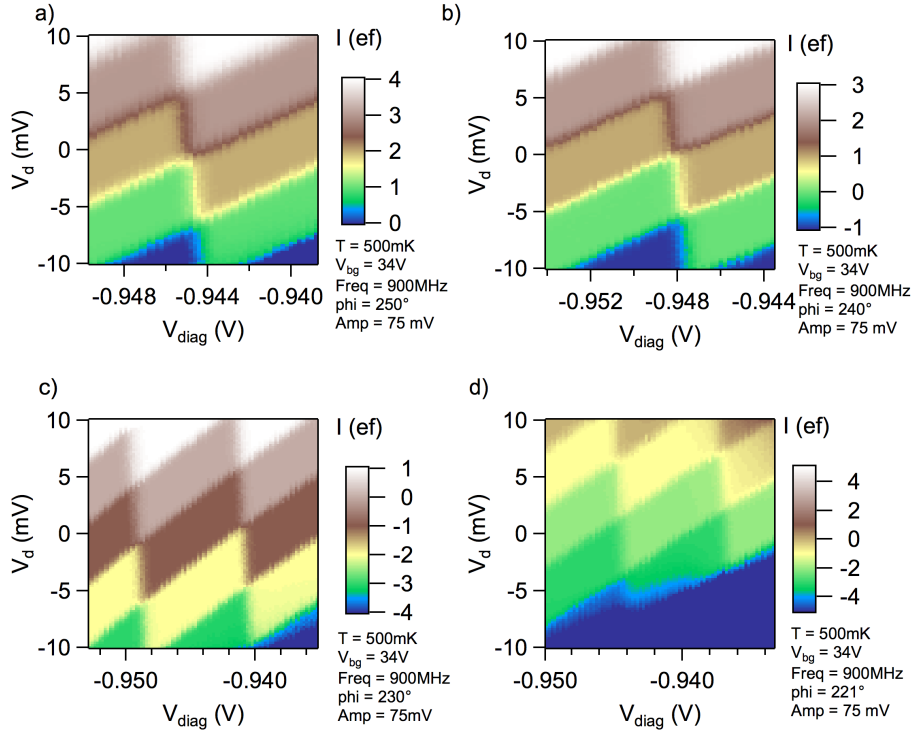 a)
I (ef)
10
5
0
-5
-10
V_d (mV)
-0.948
-0.944
-0.940
V_diag (V)
4
3
2
1
0
T = 500mK
V_bg = 34V
Freq = 900MHz
phi = 250°
Amp = 75 mV
b)
I (ef)
10
5
0
-5
-10
V_d (mV)
-0.952
-0.948
-0.944
V_diag (V)
3
2
1
0
-1
T = 500mK
V_bg = 34V
Freq = 900MHz
phi = 240°
Amp = 75 mV
c)
I (ef)
10
5
0
-5
-10
V_d (mV)
-0.950
-0.940
V_diag (V)
1
0
-1
-2
-3
-4
T = 500mK
V_bg = 34V
Freq = 900MHz
phi = 230°
Amp = 75mV
d)
I (ef)
10
5
0
-5
-10
V_d (mV)
-0.950
-0.940
V_diag (V)
4
2
0
-2
-4
T = 500mK
V_bg = 34V
Freq = 900MHz
phi = 221°
Amp = 75 mV